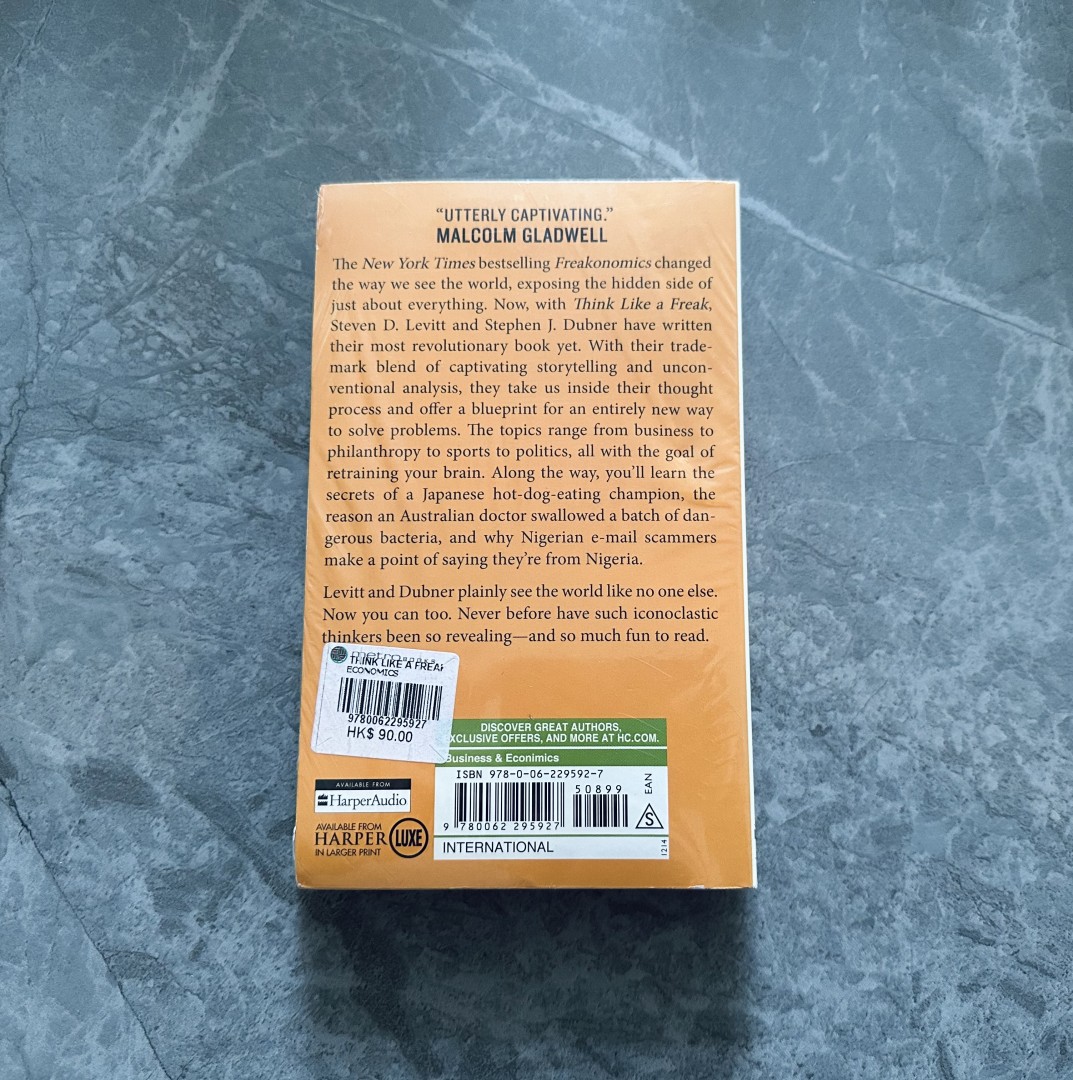 “UTTERLY CAPTIVATING.”
MALCOLM GLADWELL
The New York Times bestselling Freakonomics changed
the way we see the world, exposing the hidden side of
just about everything. Now, with Think Like a Freak,
Steven D. Levitt and Stephen J. Dubner have written
their most revolutionary book yet. With their trade-
mark blend of captivating storytelling and uncon-
ventional analysis, they take us inside their thought
process and offer a blueprint for an entirely new way
to solve problems. The topics range from business to
philanthropy to sports to politics, all with the goal of
retraining your brain. Along the way, you’ll learn the
secrets of a Japanese hot-dog-eating champion, the
reason an Australian doctor swallowed a batch of dan-
gerous bacteria, and why Nigerian e-mail scammers
make a point of saying they’re from Nigeria.
Levitt and Dubner plainly see the world like no one else.
Now you can too. Never before have such iconoclastic
thinkers been so revealing—and so much fun to read.
metrobooks
THINK LIKE A FREAK
ECONOMICS
9780062295927
HK$ 90.00
DISCOVER GREAT AUTHORS,
EXCLUSIVE OFFERS, AND MORE AT HC.COM.
Business & Econimics
ISBN 978-0-06-229592-7
50899
EAN
9 780062 295927
S
INTERNATIONAL
1214
AVAILABLE FROM
HarperAudio
AVAILABLE FROM
HARPER LUXE
IN LARGER PRINT